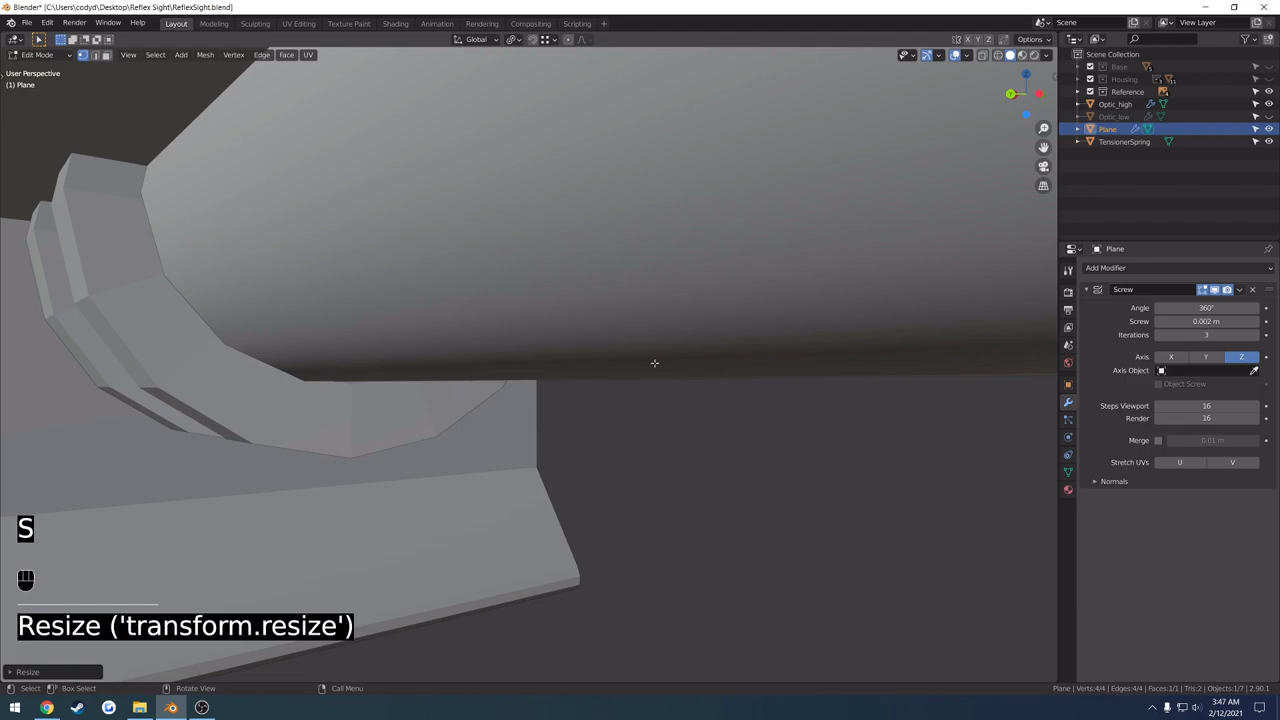 Blender* [C:\Users\codyd\Desktop\Reflex Sight\ReflexSight.blend]
File Edit Render Window Help Layout Modeling Sculpting UV Editing Texture Paint Shading Animation Rendering Compositing Scripting Scene View Layer
Global X Y Z Options
Edit Mode View Select Add Mesh Vertex Edge Face UV
User Perspective
(1) Plane
Scene Collection
Base 5
Housing 3 11
Reference 4
Optic_high
Optic_low
Plane
TensionerSpring
Plane
Add Modifier
Screw
Angle 360°
Screw 0.002 m
Iterations 3
Axis X Y Z
Axis Object
Object Screw
Steps Viewport 16
Render 16
Merge 0.01 m
Stretch UVs U V
Normals
S
Resize ('transform.resize')
Resize
Select Box Select Rotate View Call Menu Plane | Verts:4/4 | Edges:4/4 | Faces:1/1 | Tris:2 | Objects:1/7 | 2.90.1
3:47 AM
2/12/2021